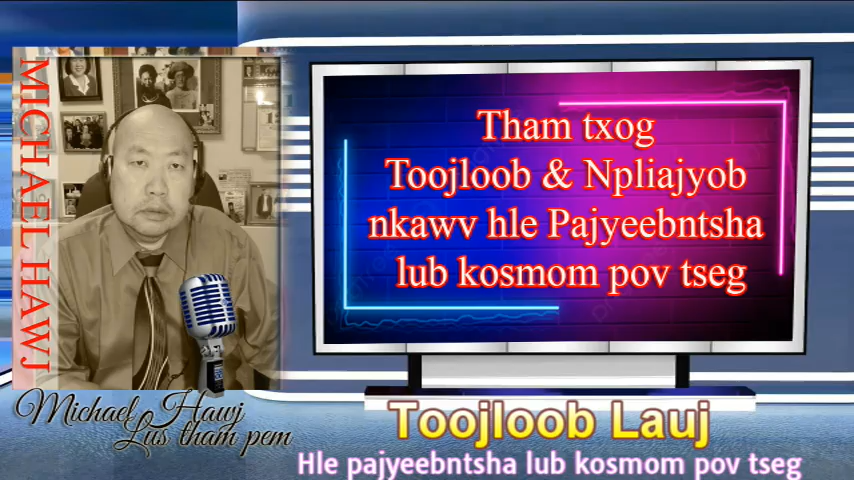 MICHAEL HAWJ
Michael Hawj
Lus tham pem
Tham txog
Toojloob & Npliajyob
nkawv hle Pajyeebntsha
lub kosmom pov tseg
Toojloob Lauj
Hle pajyeebntsha lub kosmom pov tseg